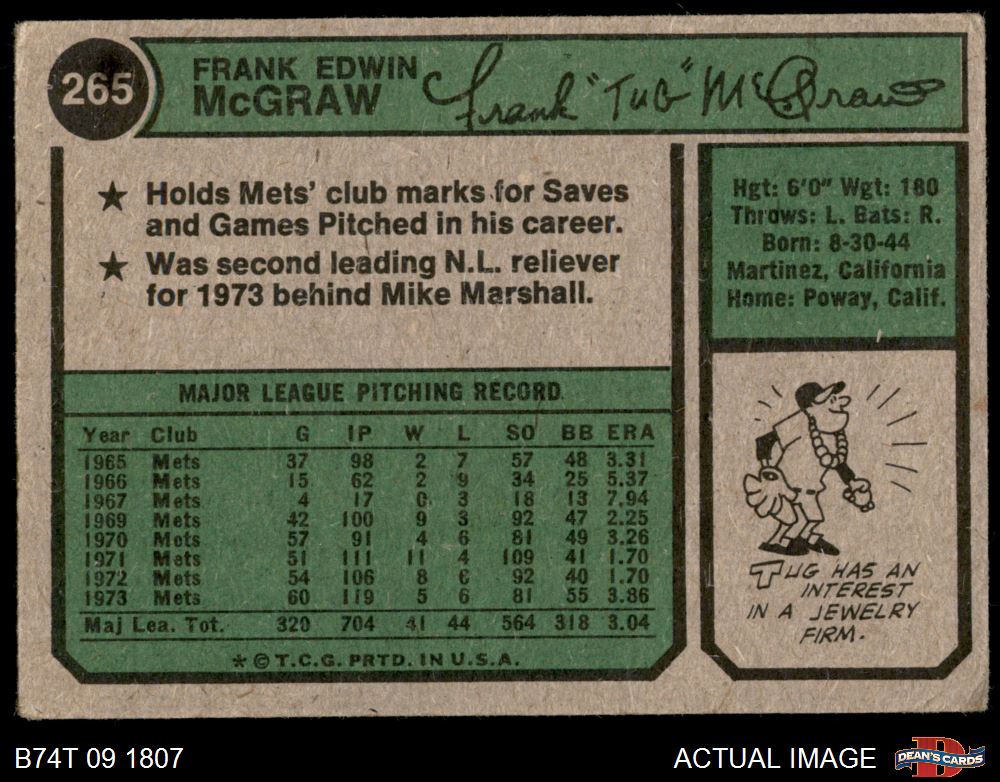 265
FRANK EDWIN
McGRAW
Frank "Tug" McGraw
★ Holds Mets' club marks for Saves
and Games Pitched in his career.
★ Was second leading N.L. reliever
for 1973 behind Mike Marshall.
Hgt: 6'0" Wgt: 180
Throws: L. Bats: R.
Born: 8-30-44
Martinez, California
Home: Poway, Calif.
MAJOR LEAGUE PITCHING RECORD
Year Club G IP W L SO BB ERA
1965 Mets 37 98 2 7 57 48 3.31
1966 Mets 15 62 2 9 34 25 5.37
1967 Mets 4 17 0 3 18 13 7.94
1969 Mets 42 100 9 3 92 47 2.25
1970 Mets 57 91 4 6 81 49 3.26
1971 Mets 51 111 11 4 109 41 1.70
1972 Mets 54 106 8 6 92 40 1.70
1973 Mets 60 119 5 6 81 55 3.86
Maj Lea. Tot. 320 704 41 44 564 318 3.04
* © T.C.G. PRTD. IN U.S.A.
TUG HAS AN
INTEREST
IN A JEWELRY
FIRM.
B74T 09 1807
ACTUAL IMAGE
D
DEAN'S CARDS